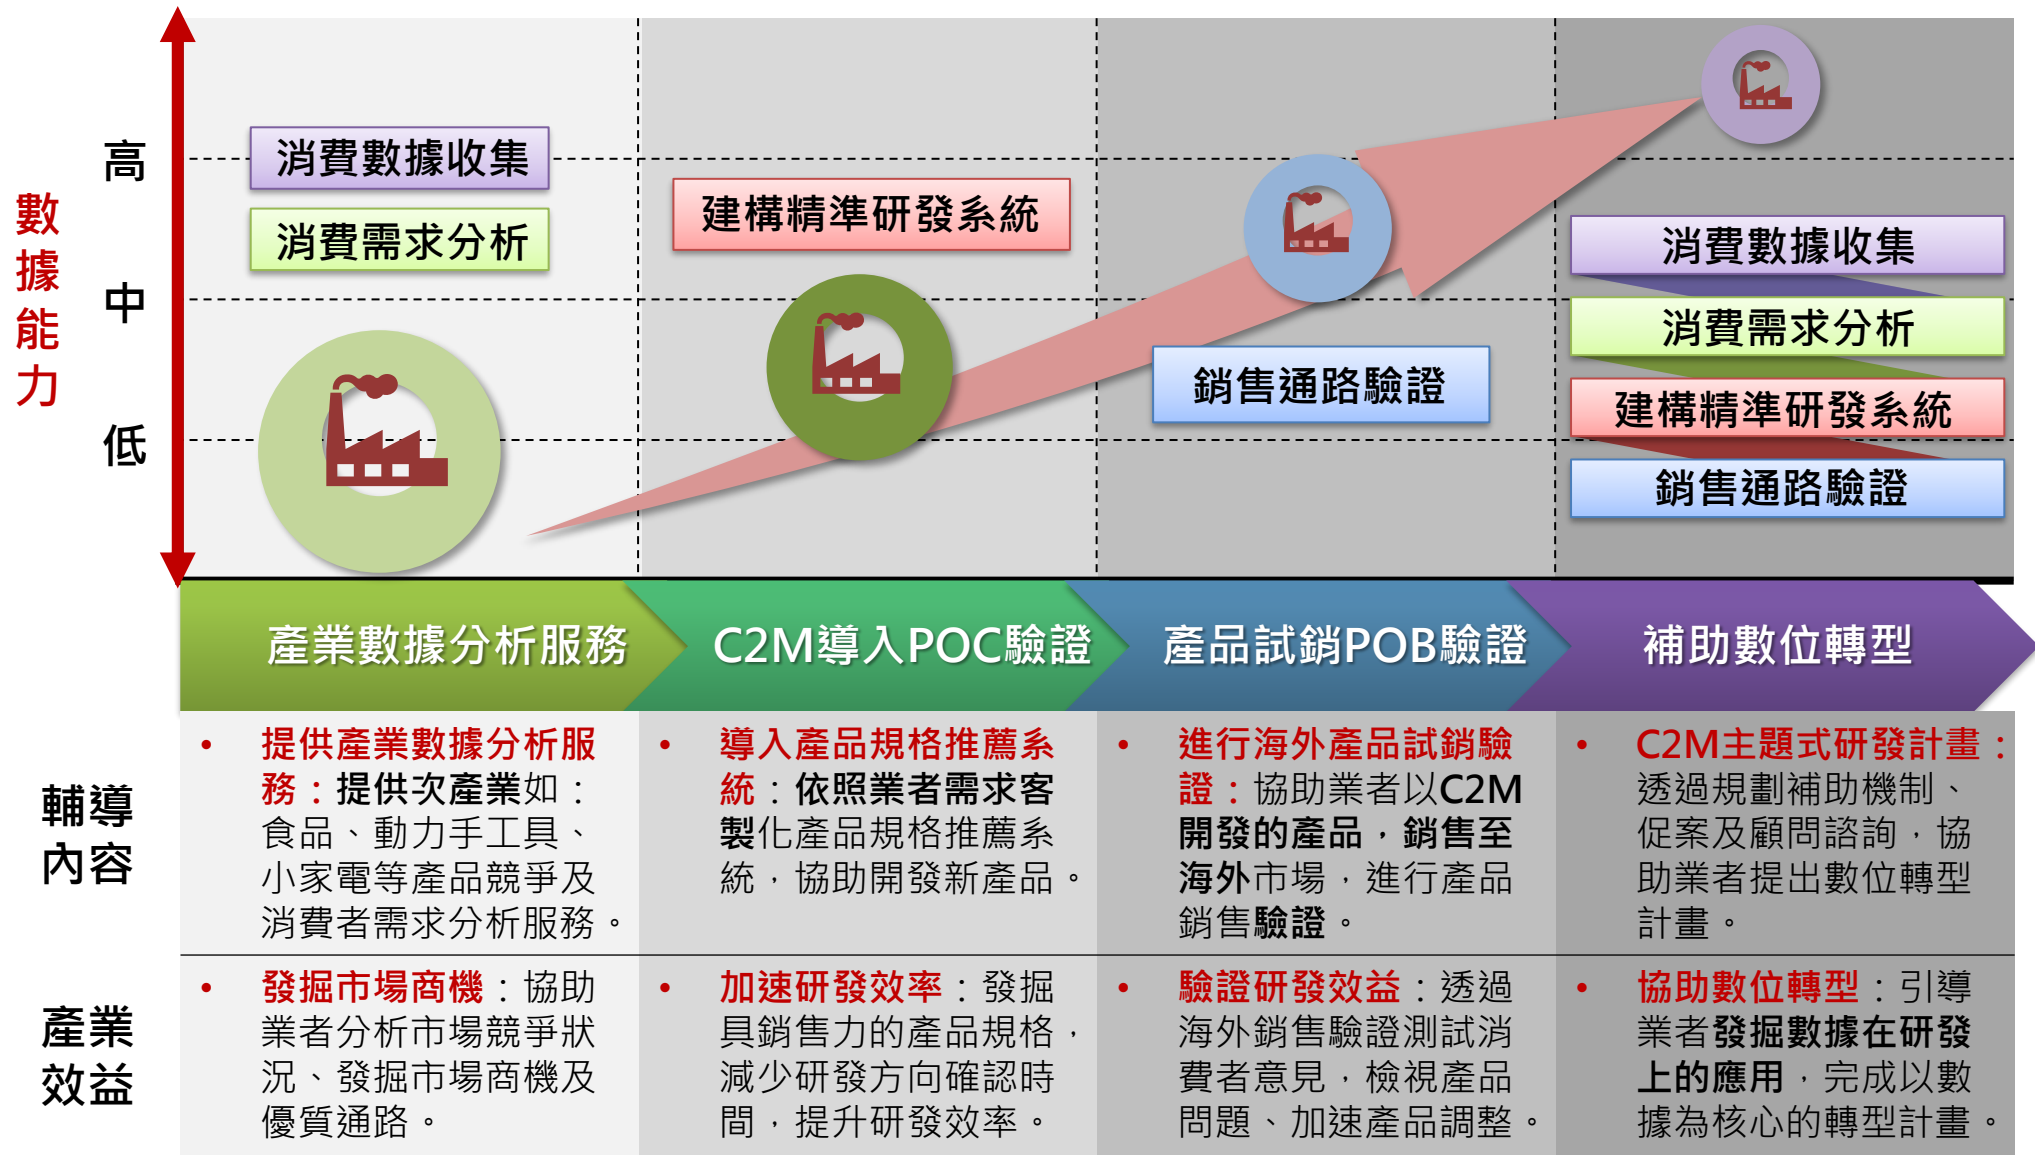 數據能力
高
中
低
消費數據收集
消費需求分析
建構精準研發系統
銷售通路驗證
消費數據收集
消費需求分析
建構精準研發系統
銷售通路驗證
產業數據分析服務
C2M導入POC驗證
產品試銷POB驗證
補助數位轉型
輔導
內容
• 提供產業數據分析服
務：提供次產業如：
食品、動力手工具、
小家電等產品競爭及
消費者需求分析服務。
• 導入產品規格推薦系
統：依照業者需求客
製化產品規格推薦系
統，協助開發新產品。
• 進行海外產品試銷驗
證：協助業者以C2M
開發的產品，銷售至
海外市場，進行產品
銷售驗證。
• C2M主題式研發計畫：
透過規劃補助機制、
促案及顧問諮詢，協
助業者提出數位轉型
計畫。
產業
效益
• 發掘市場商機：協助
業者分析市場競爭狀
況、發掘市場商機及
優質通路。
• 加速研發效率：發掘
具銷售力的產品規格，
減少研發方向確認時
間，提升研發效率。
• 驗證研發效益：透過
海外銷售驗證測試消
費者意見，檢視產品
問題、加速產品調整。
• 協助數位轉型：引導
業者發掘數據在研發
上的應用，完成以數
據為核心的轉型計畫。